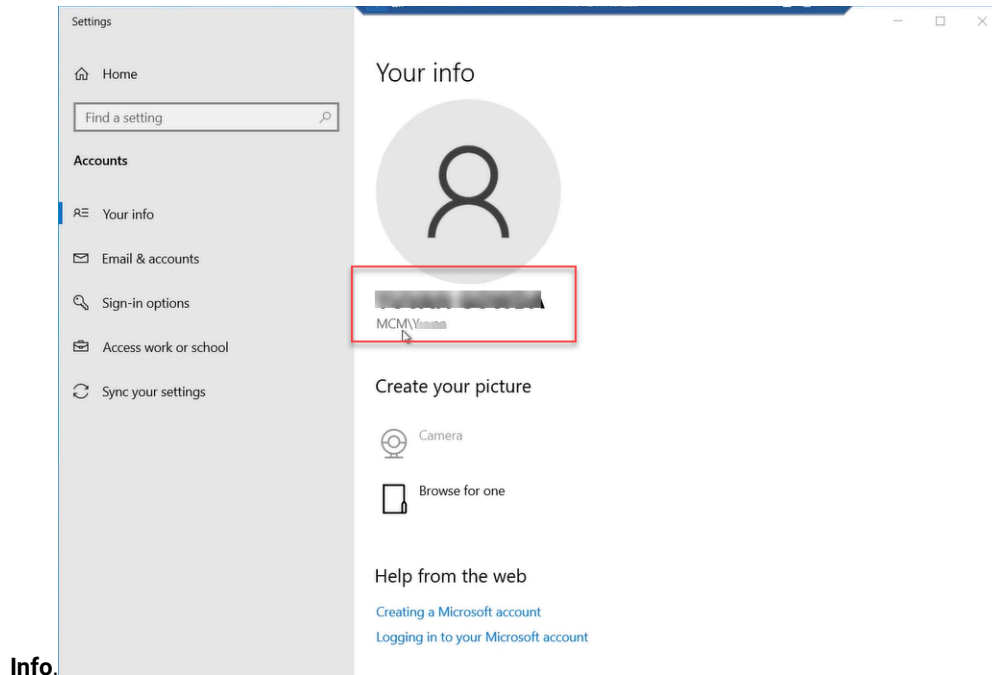 Settings
Home
Find a setting
Accounts
Your info
Email & accounts
Sign-in options
Access work or school
Sync your settings
Your info
MCM\Y
Create your picture
Camera
Browse for one
Help from the web
Creating a Microsoft account
Logging in to your Microsoft account
Info.